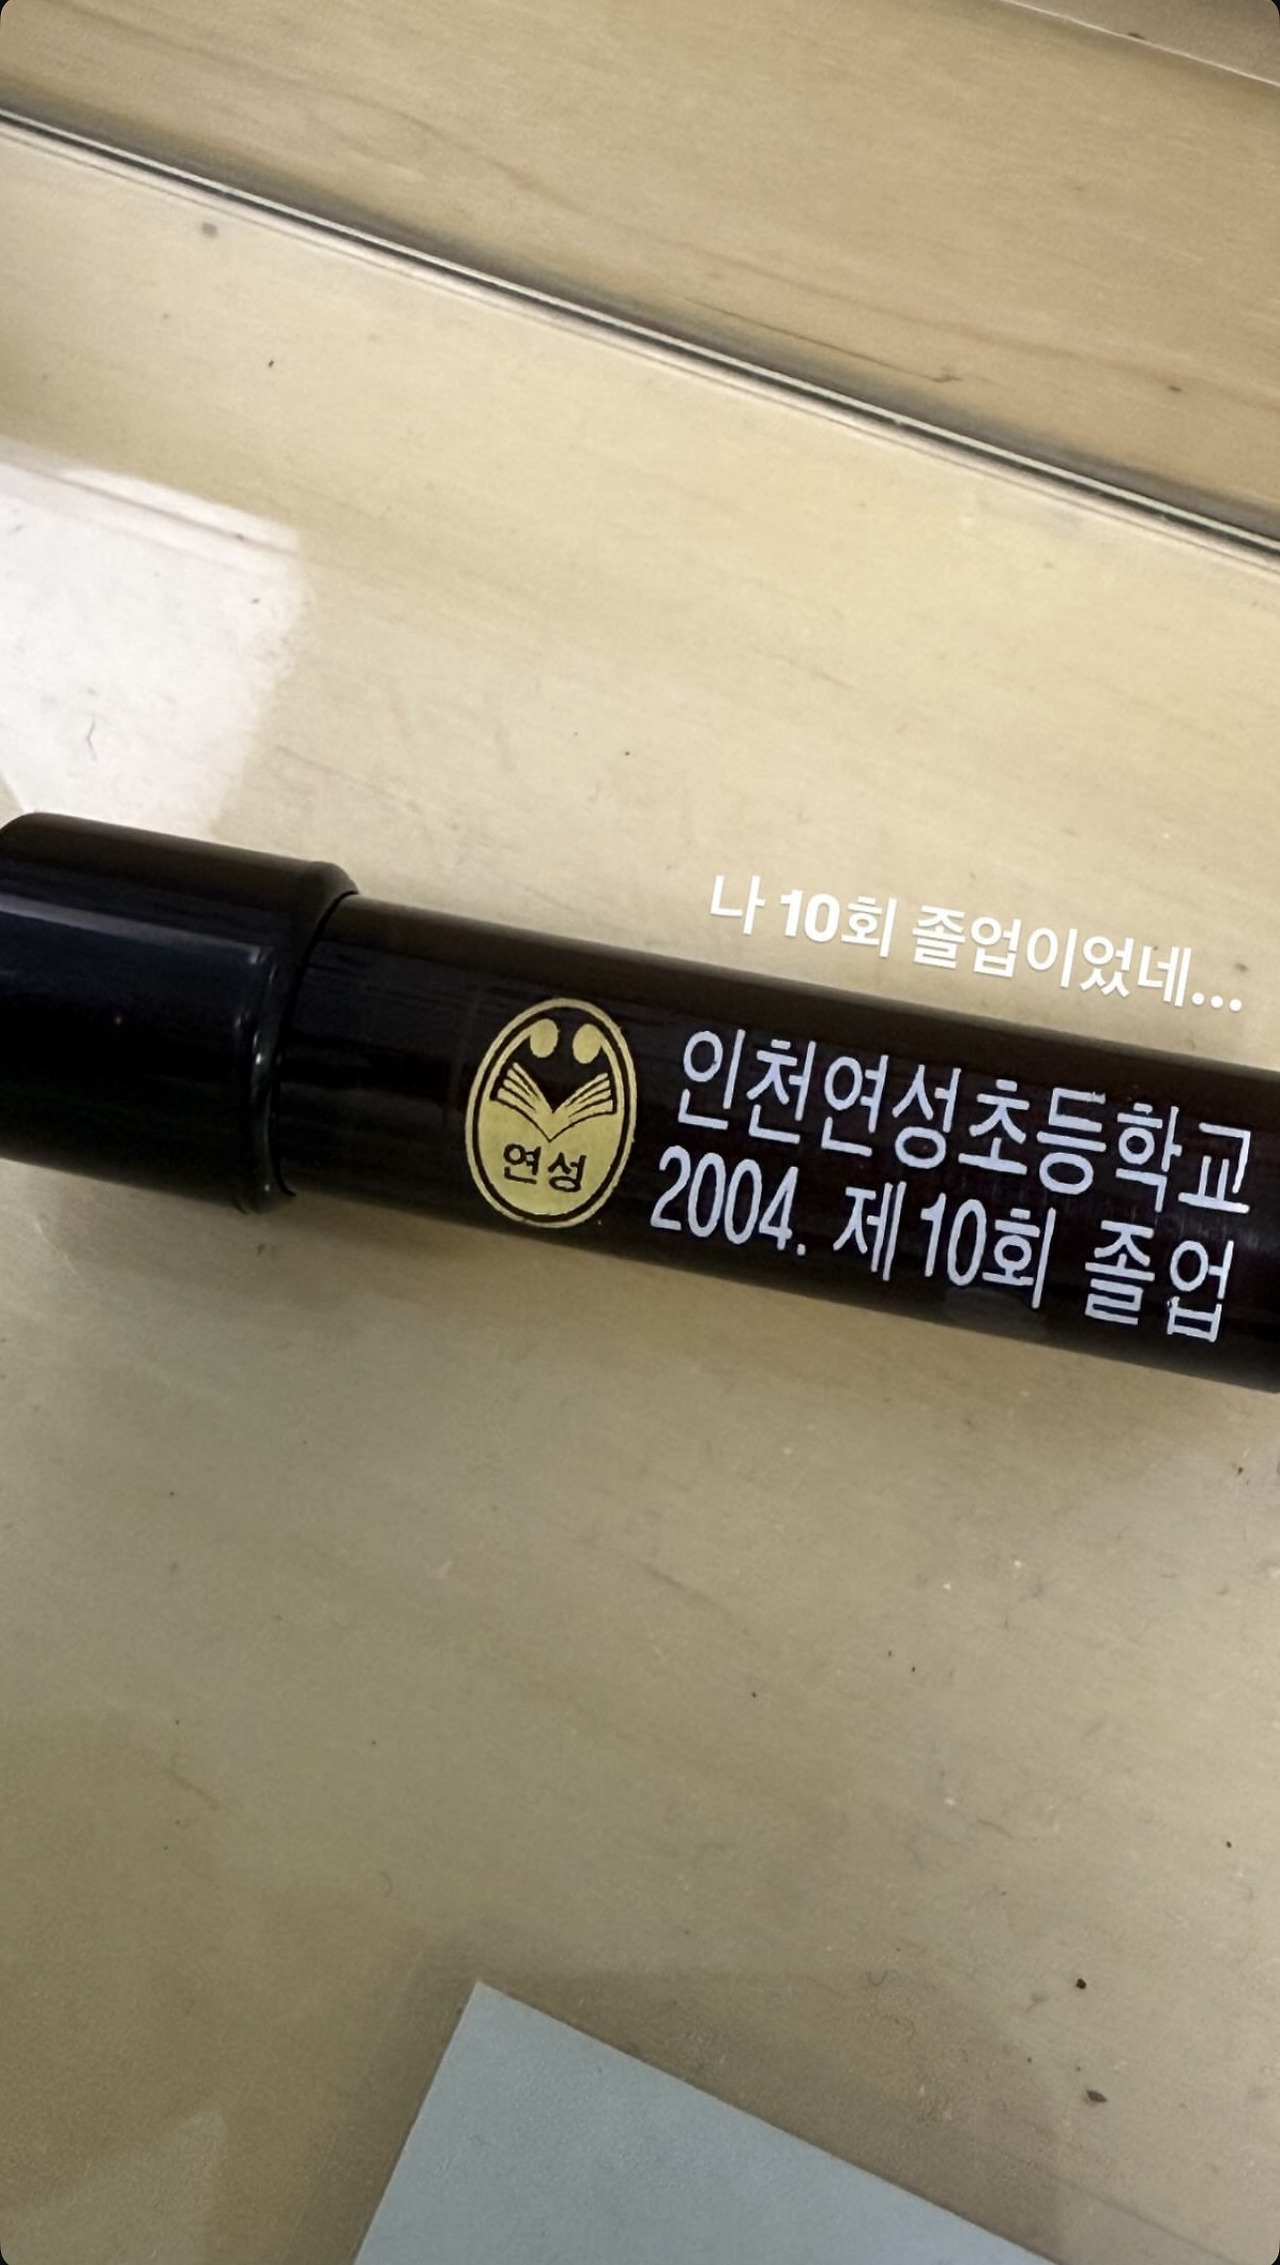 나 10회 졸업이었네...
인천연성초등학교
연성
2004. 제10회 졸업